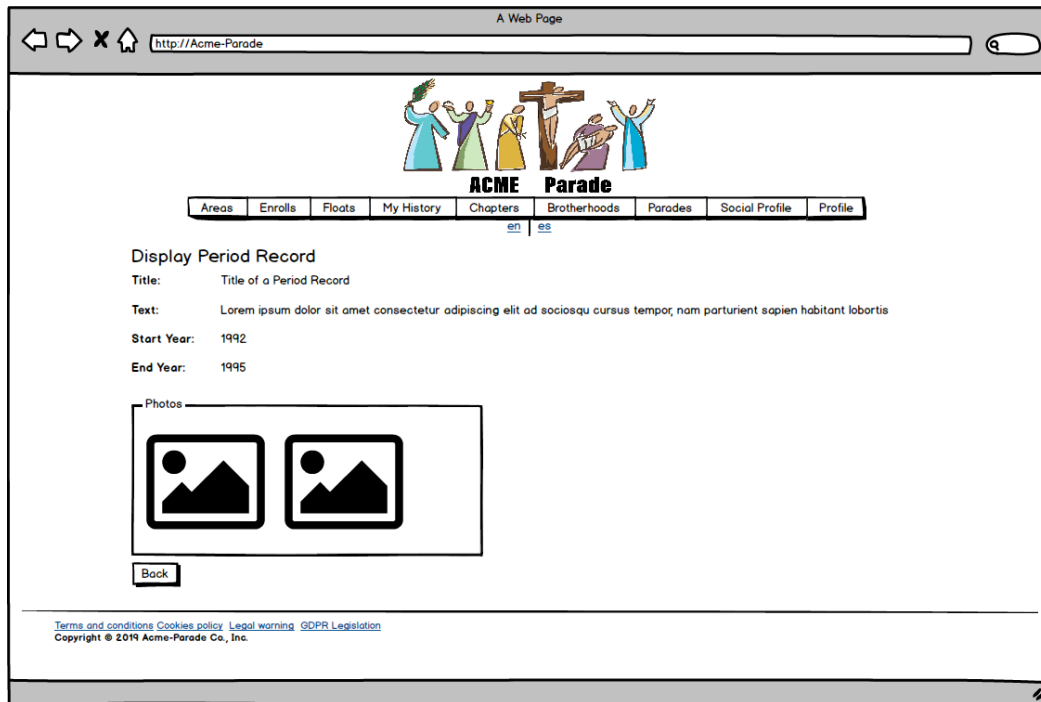 A Web Page
http://Acme-Parade
ACME Parade
Areas Enrolls Floats My History Chapters Brotherhoods Parades Social Profile Profile
en es
Display Period Record
Title: Title of a Period Record
Text: Lorem ipsum dolor sit amet consectetur adipiscing elit ad sociosqu cursus tempor, nam parturient sapien habitant lobortis
Start Year: 1992
End Year: 1995
Photos
Back
Terms and conditions Cookies policy Legal warning GDPR Legislation
Copyright © 2019 Acme-Parade Co., Inc.